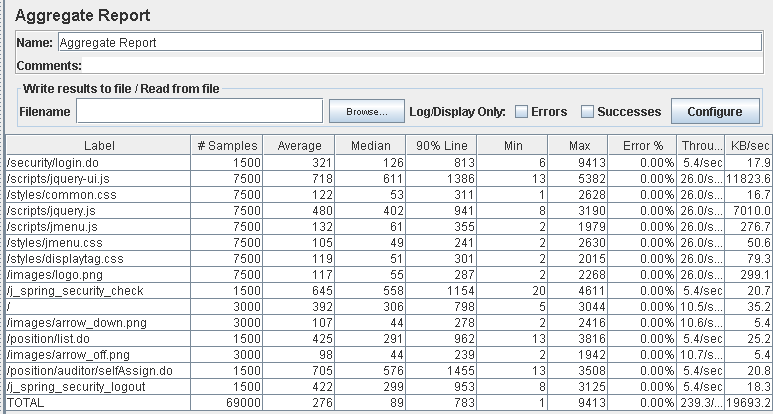 Aggregate Report
Name: Aggregate Report
Comments:
Write results to file / Read from file
Filename Browse... Log/Display Only: Errors Successes Configure
Label # Samples Average Median 90% Line Min Max Error % Throu... KB/sec
/security/login.do 1500 321 126 813 6 9413 0.00% 5.4/sec 17.9
/scripts/jquery-ui.js 7500 718 611 1386 13 5382 0.00% 26.0/s... 11823.6
/styles/common.css 7500 122 53 311 1 2628 0.00% 26.0/s... 16.7
/scripts/jquery.js 7500 480 402 941 8 3190 0.00% 26.0/s... 7010.0
/scripts/jmenu.js 7500 132 61 355 2 1979 0.00% 26.0/s... 276.7
/styles/jmenu.css 7500 105 49 241 2 2630 0.00% 26.0/s... 50.6
/styles/displaytag.css 7500 119 51 301 2 2015 0.00% 26.0/s... 79.3
/images/logo.png 7500 117 55 287 2 2268 0.00% 26.0/s... 299.1
/j_spring_security_check 1500 645 558 1154 20 4611 0.00% 5.4/sec 20.7
/ 3000 392 306 798 5 3044 0.00% 10.5/s... 35.2
/images/arrow_down.png 3000 107 44 278 2 2416 0.00% 10.6/s... 5.4
/position/list.do 1500 425 291 962 13 3816 0.00% 5.4/sec 25.2
/images/arrow_off.png 3000 98 44 239 2 1942 0.00% 10.7/s... 5.4
/position/auditor/selfAssign.do 1500 705 576 1455 13 3508 0.00% 5.4/sec 20.8
/j_spring_security_logout 1500 422 299 953 8 3125 0.00% 5.4/sec 18.3
TOTAL 69000 276 89 783 1 9413 0.00% 239.3/... 19693.2